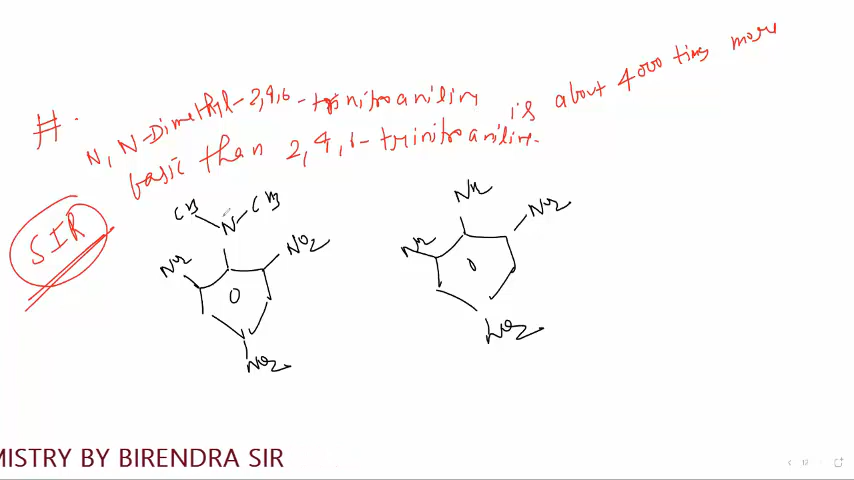 #. N, N-Dimethyl-2,4,6-trinitroaniline is about 4000 times more
basic than 2,4,6-trinitroaniline.
SIR
CH3 N CH3
NO2 NO2
NO2
NH2
NO2 NO2
NO2
MISTRY BY BIRENDRA SIR
12